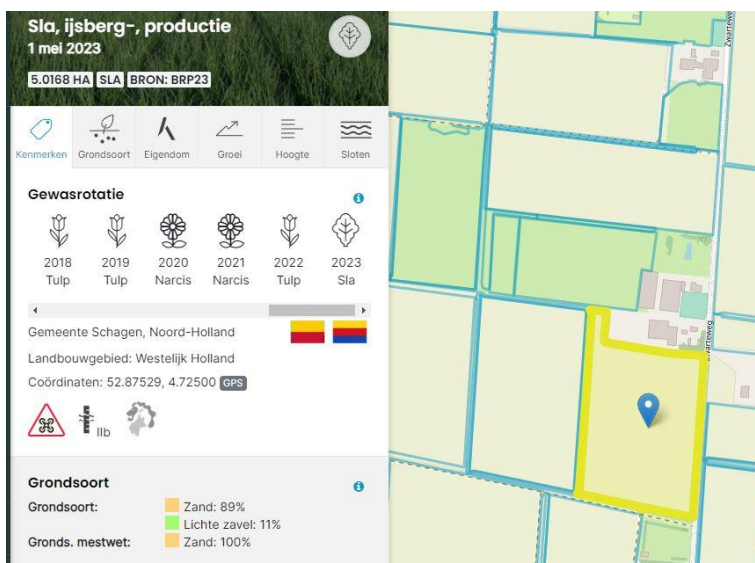 Sla, ijsberg-, productie
1 mei 2023
5.0168 HA SLA BRON: BRP23
Kenmerken Grondsoort Eigendom Groei Hoogte Sloten
Gewasrotatie
2018 2019 2020 2021 2022 2023
Tulp Tulp Narcis Narcis Tulp Sla
Gemeente Schagen, Noord-Holland
Landbouwgebied: Westelijk Holland
Coördinaten: 52.87529, 4.72500 GPS
IIb
Grondsoort
Grondsoort: Zand: 89%
Lichte zavel: 11%
Gronds. mestwet: Zand: 100%
Zwarteweg
Zwarteweg